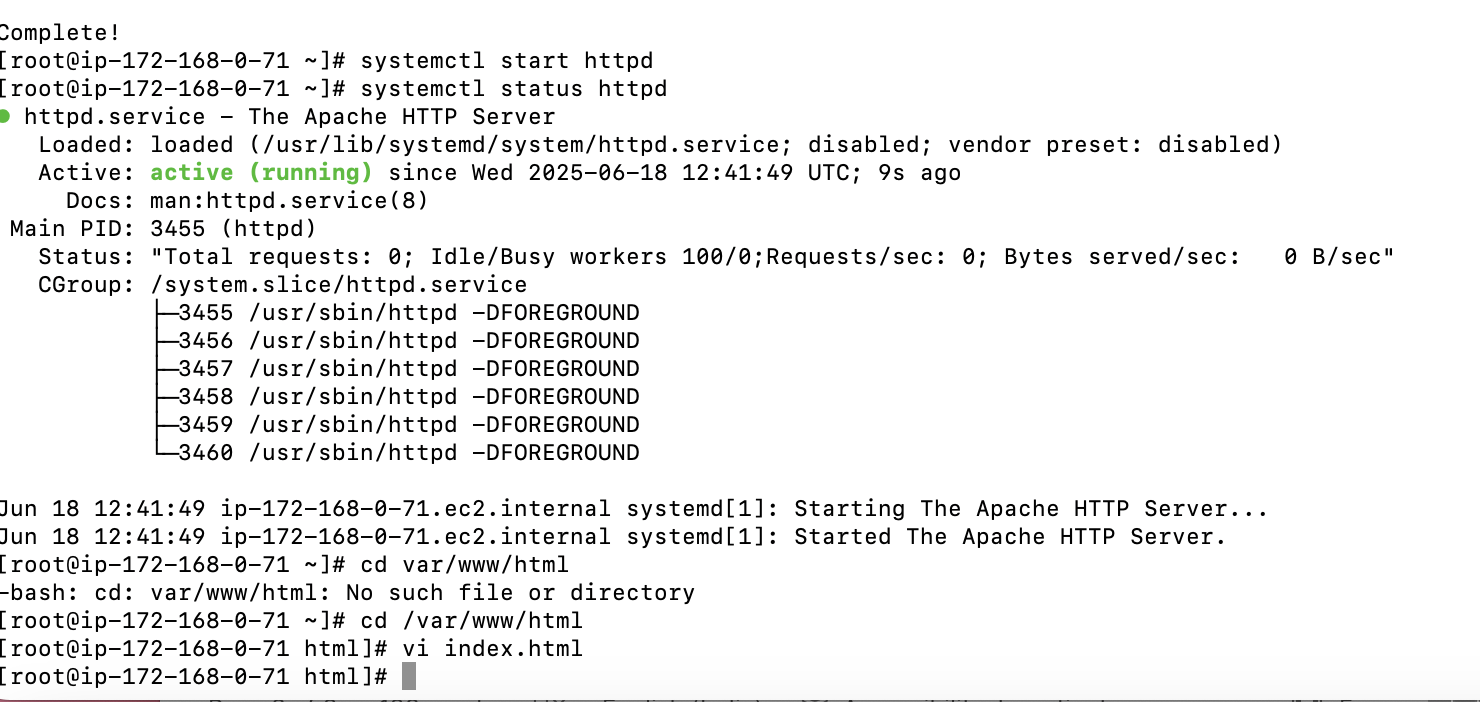 Complete!
[root@ip-172-168-0-71 ~]# systemctl start httpd
[root@ip-172-168-0-71 ~]# systemctl status httpd
● httpd.service - The Apache HTTP Server
   Loaded: loaded (/usr/lib/systemd/system/httpd.service; disabled; vendor preset: disabled)
   Active: active (running) since Wed 2025-06-18 12:41:49 UTC; 9s ago
     Docs: man:httpd.service(8)
 Main PID: 3455 (httpd)
   Status: "Total requests: 0; Idle/Busy workers 100/0;Requests/sec: 0; Bytes served/sec:   0 B/sec"
   CGroup: /system.slice/httpd.service
           ├─3455 /usr/sbin/httpd -DFOREGROUND
           ├─3456 /usr/sbin/httpd -DFOREGROUND
           ├─3457 /usr/sbin/httpd -DFOREGROUND
           ├─3458 /usr/sbin/httpd -DFOREGROUND
           ├─3459 /usr/sbin/httpd -DFOREGROUND
           └─3460 /usr/sbin/httpd -DFOREGROUND
Jun 18 12:41:49 ip-172-168-0-71.ec2.internal systemd[1]: Starting The Apache HTTP Server...
Jun 18 12:41:49 ip-172-168-0-71.ec2.internal systemd[1]: Started The Apache HTTP Server.
[root@ip-172-168-0-71 ~]# cd var/www/html
-bash: cd: var/www/html: No such file or directory
[root@ip-172-168-0-71 ~]# cd /var/www/html
[root@ip-172-168-0-71 html]# vi index.html
[root@ip-172-168-0-71 html]#